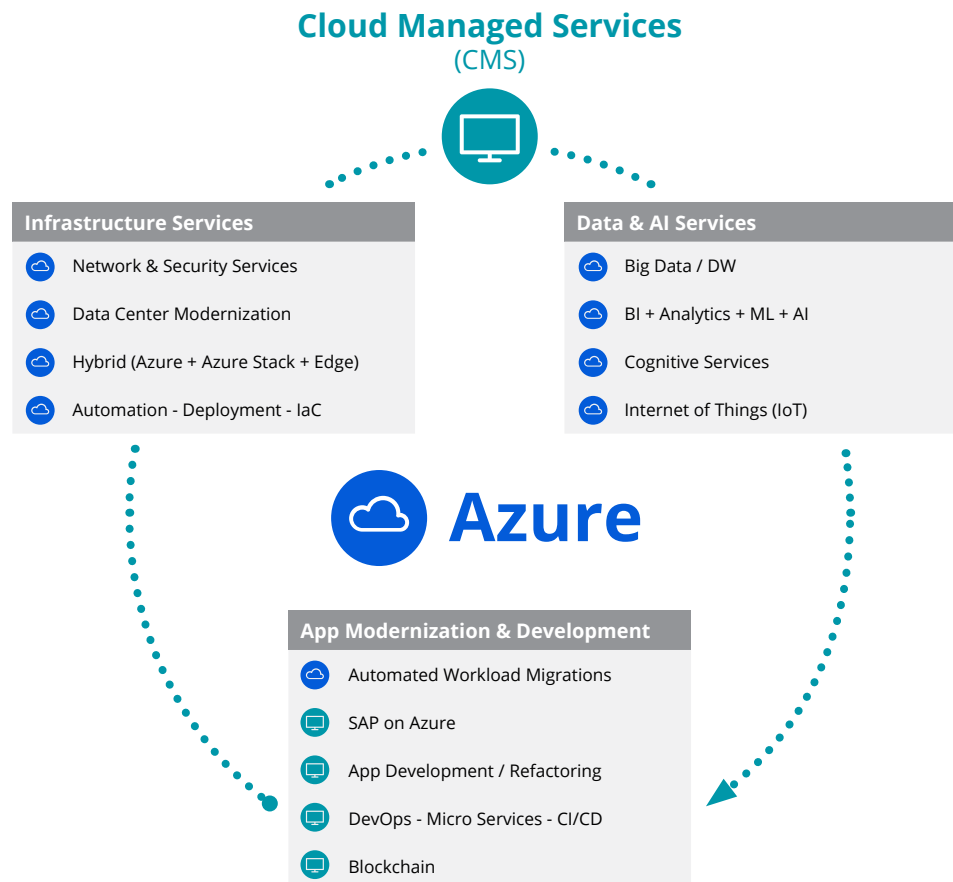 Cloud Managed Services
(CMS)
Infrastructure Services
Network & Security Services
Data Center Modernization
Hybrid (Azure + Azure Stack + Edge)
Automation - Deployment - IaC
Data & AI Services
Big Data / DW
BI + Analytics + ML + AI
Cognitive Services
Internet of Things (IoT)
Azure
App Modernization & Development
Automated Workload Migrations
SAP on Azure
App Development / Refactoring
DevOps - Micro Services - CI/CD
Blockchain